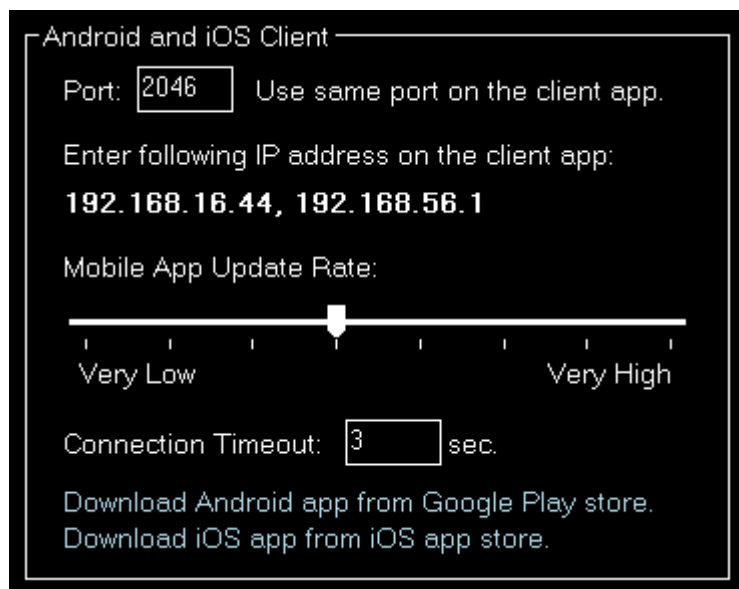 Android and iOS Client
Port: 2046 Use same port on the client app.
Enter following IP address on the client app:
192.168.16.44, 192.168.56.1
Mobile App Update Rate:
Very Low Very High
Connection Timeout: 3 sec.
Download Android app from Google Play store.
Download iOS app from iOS app store.